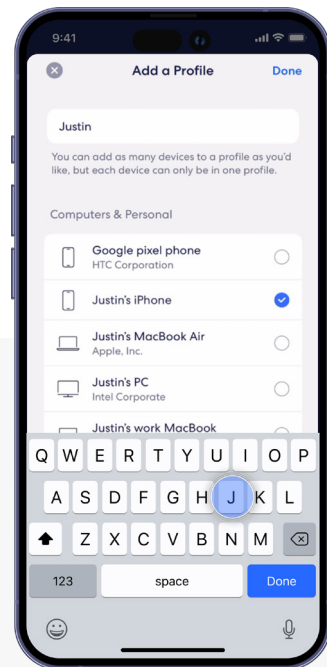 9:41
Add a Profile
Done
Justin
You can add as many devices to a profile as you'd
like, but each device can only be in one profile.
Computers & Personal
Google pixel phone
HTC Corporation
Justin's iPhone
Justin's MacBook Air
Apple, Inc.
Justin's PC
Intel Corporate
Justin's work MacBook
Q W E R T Y U I O P
A S D F G H J K L
Z X C V B N M
123 space Done